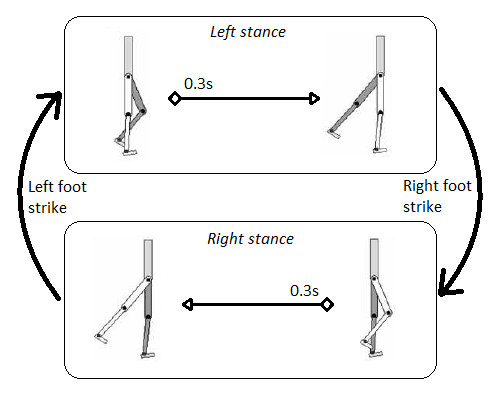 Left stance
0.3s
Left foot
strike
Right foot
strike
Right stance
0.3s